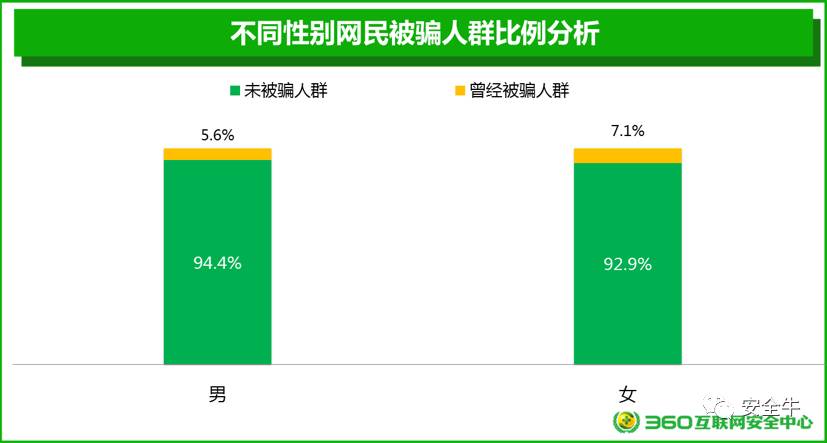 不同性别网民被骗人群比例分析
未被骗人群 曾经被骗人群
5.6% 7.1%
94.4% 92.9%
男 女
安全牛
360互联网安全中心